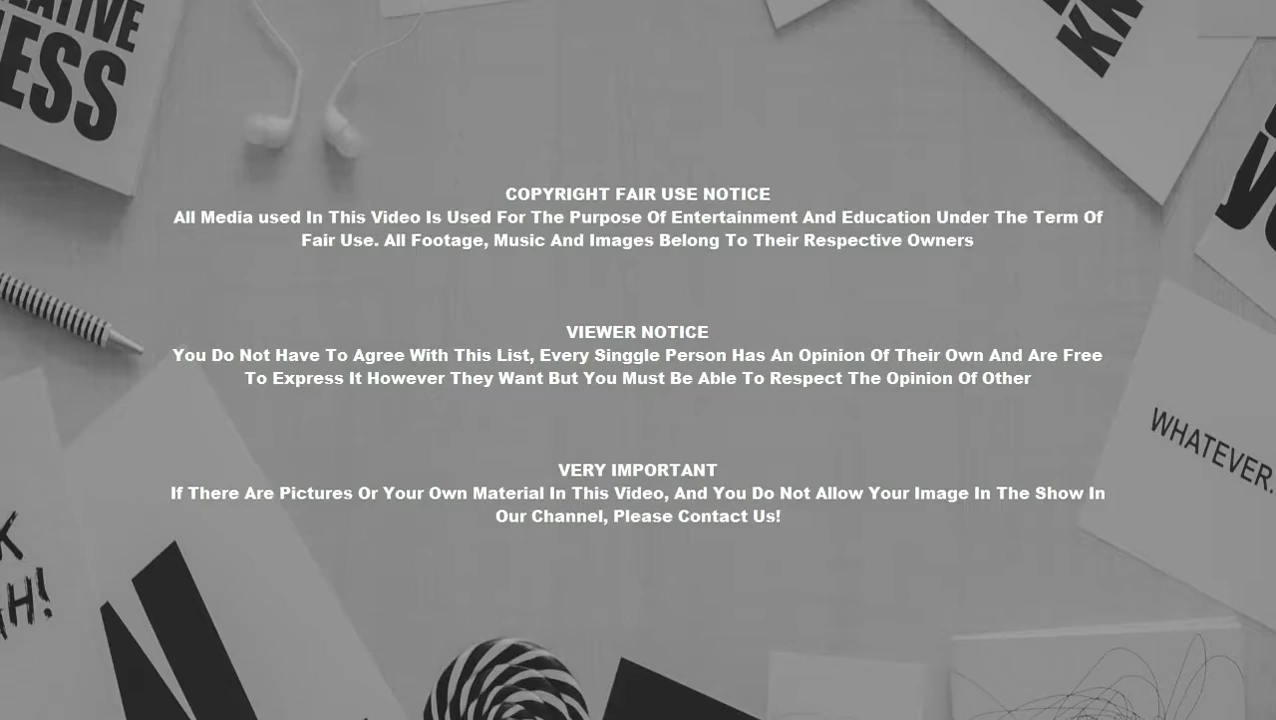 COPYRIGHT FAIR USE NOTICE
All Media used In This Video Is Used For The Purpose Of Entertainment And Education Under The Term Of
Fair Use. All Footage, Music And Images Belong To Their Respective Owners
VIEWER NOTICE
You Do Not Have To Agree With This List, Every Singgle Person Has An Opinion Of Their Own And Are Free
To Express It However They Want But You Must Be Able To Respect The Opinion Of Other
VERY IMPORTANT
If There Are Pictures Or Your Own Material In This Video, And You Do Not Allow Your Image In The Show In
Our Channel, Please Contact Us!
WHATEVER.